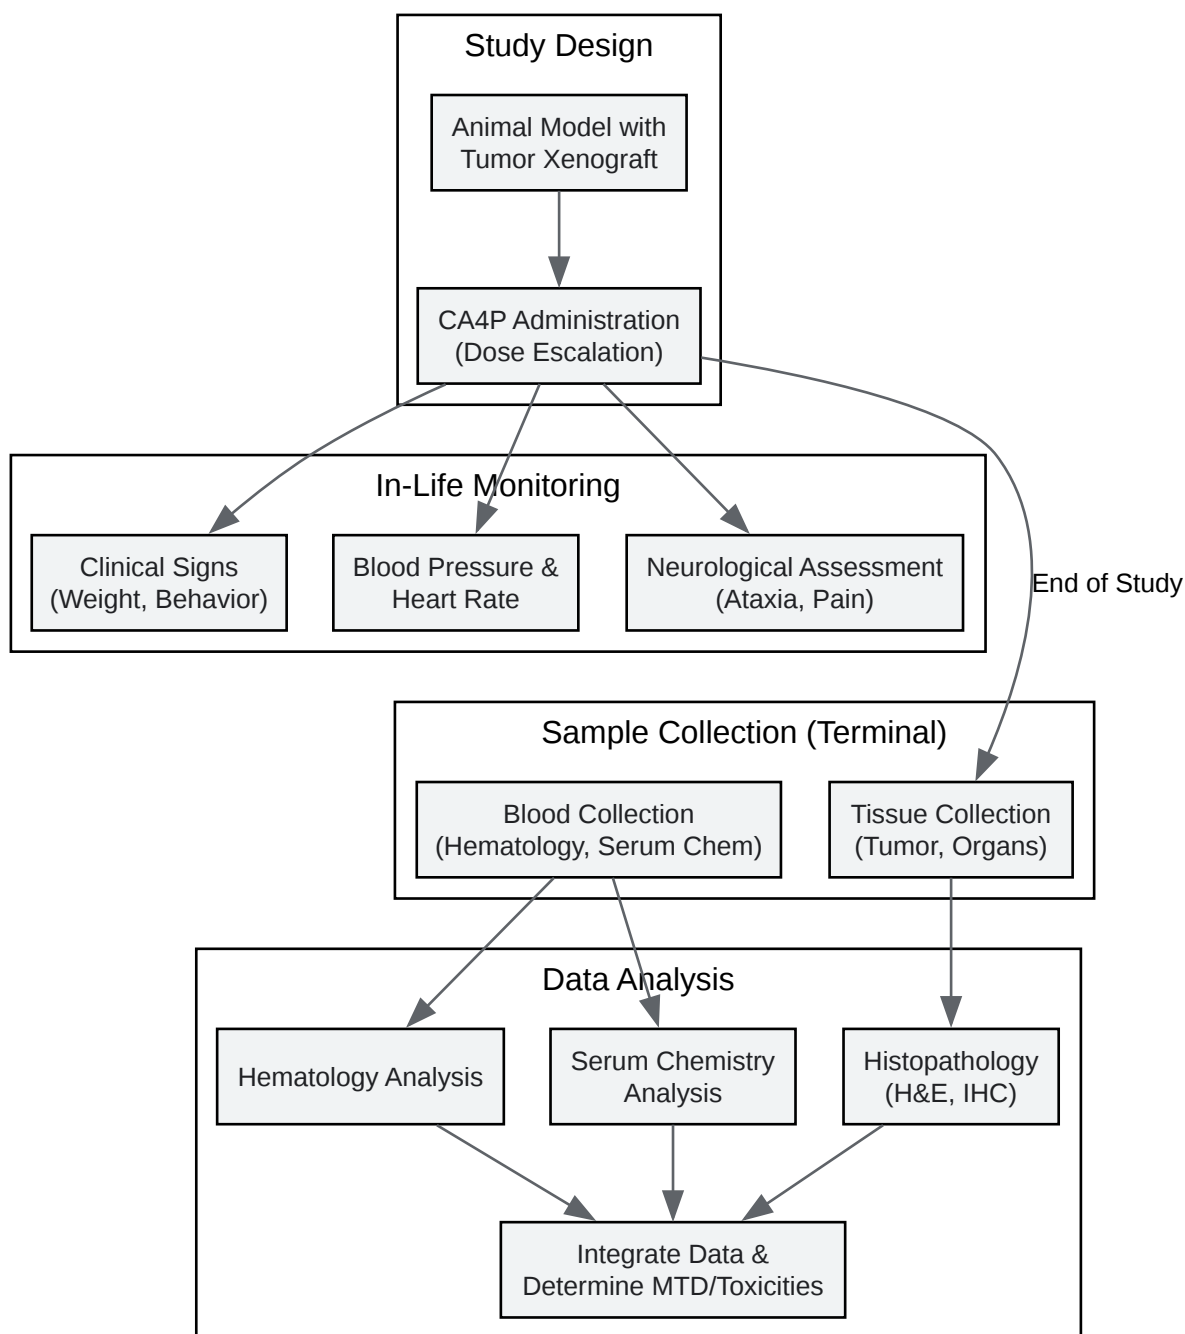 Study Design
Animal Model with
Tumor Xenograft
CA4P Administration
(Dose Escalation)
In-Life Monitoring
Clinical Signs
(Weight, Behavior)
Blood Pressure &
Heart Rate
Neurological Assessment
(Ataxia, Pain)
End of Study
Sample Collection (Terminal)
Blood Collection
(Hematology, Serum Chem)
Tissue Collection
(Tumor, Organs)
Data Analysis
Hematology Analysis
Serum Chemistry
Analysis
Histopathology
(H&E, IHC)
Integrate Data &
Determine MTD/Toxicities